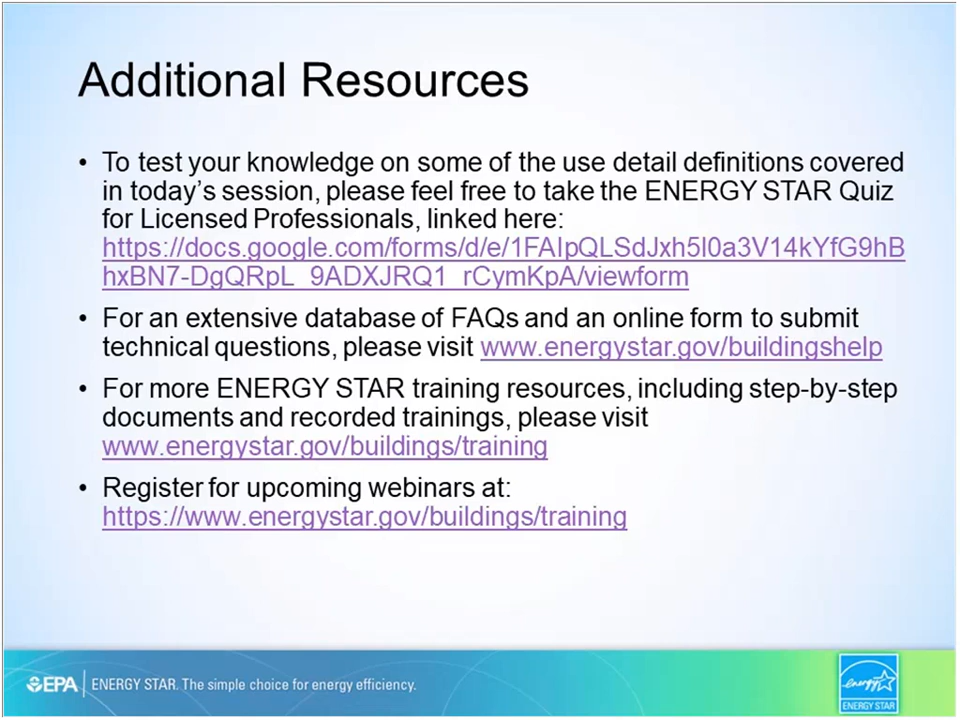 Additional Resources
• To test your knowledge on some of the use detail definitions covered
in today's session, please feel free to take the ENERGY STAR Quiz
for Licensed Professionals, linked here:
https://docs.google.com/forms/d/e/1FAIpQLSdJxh5I0a3V14kYfG9hB
hxBN7-DgQRpL_9ADXJRQ1_rCymKpA/viewform
• For an extensive database of FAQs and an online form to submit
technical questions, please visit www.energystar.gov/buildingshelp
• For more ENERGY STAR training resources, including step-by-step
documents and recorded trainings, please visit
www.energystar.gov/buildings/training
• Register for upcoming webinars at:
https://www.energystar.gov/buildings/training
EPA ENERGY STAR. The simple choice for energy efficiency.
energy
ENERGY STAR